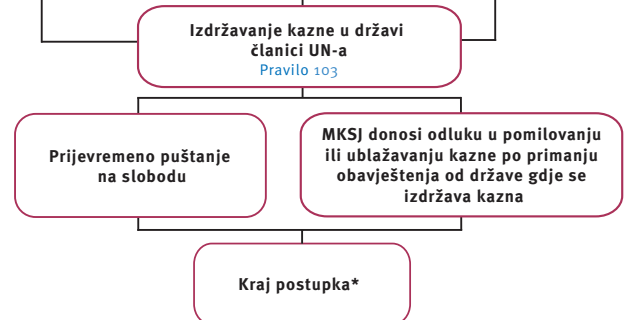 Izdržavanje kazne u državi
članici UN-a
Pravilo 103
Prijevremeno puštanje
na slobodu
MKSJ donosi odluku u pomilovanju
ili ublažavanju kazne po primanju
obavještenja od države gdje se
izdržava kazna
Kraj postupka*